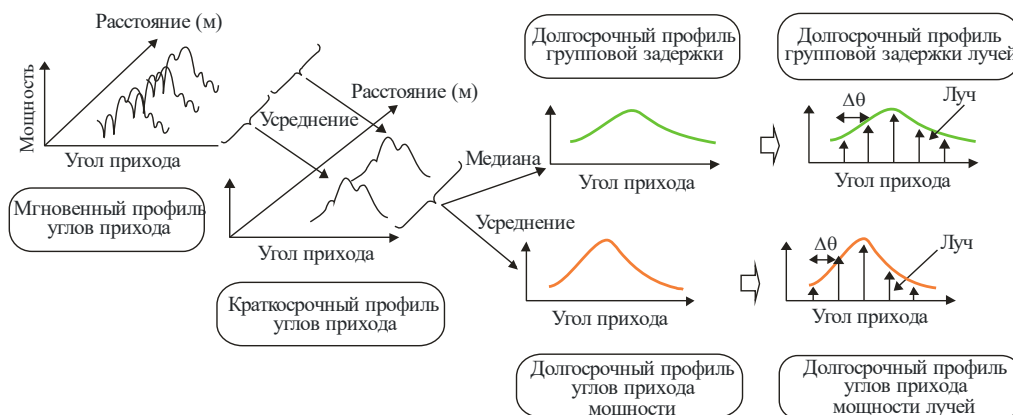 Расстояние (м)
Мощность
Угол прихода
Мгновенный профиль
углов прихода
Усреднение
Расстояние (м)
Угол прихода
Краткосрочный профиль
углов прихода
Медиана
Усреднение
Долгосрочный профиль
групповой задержки
Угол прихода
Долгосрочный профиль
групповой задержки лучей
Δθ
Луч
Угол прихода
Угол прихода
Долгосрочный профиль
углов прихода
мощности
Δθ
Луч
Угол прихода
Долгосрочный профиль
углов прихода
мощности лучей